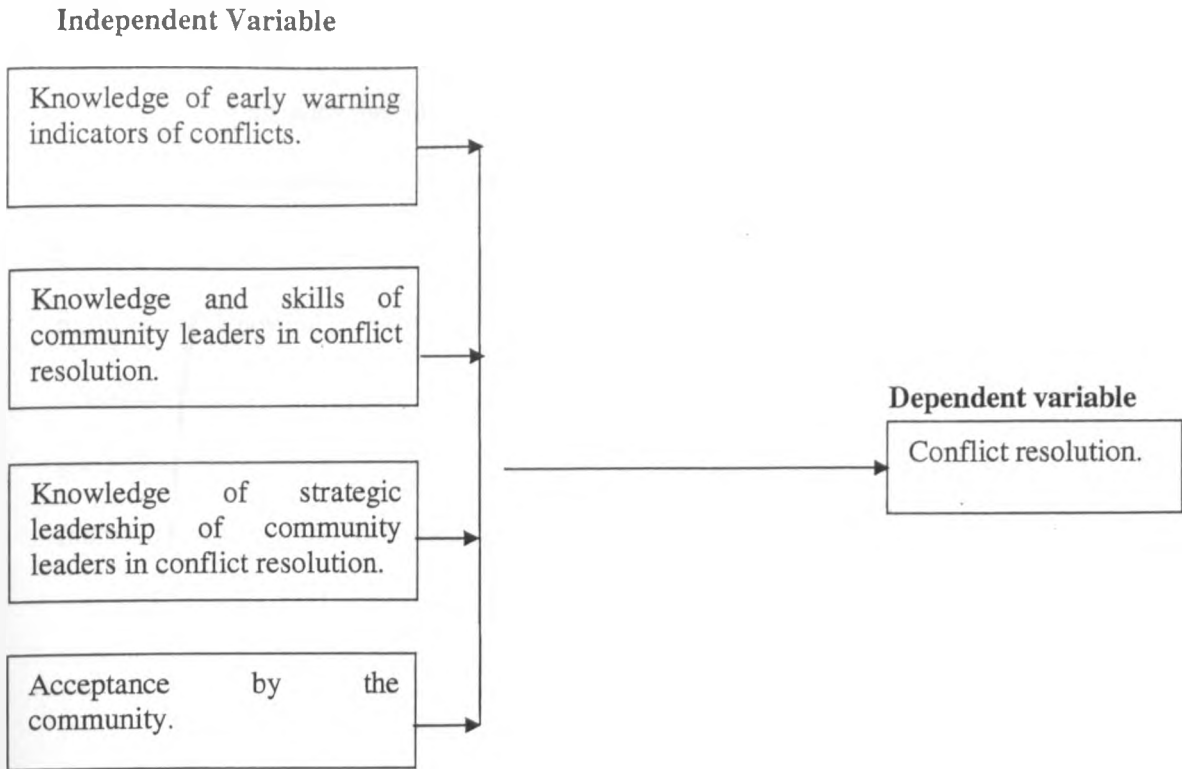 Independent Variable
Knowledge of early warning
indicators of conflicts.
Knowledge and skills of
community leaders in conflict
resolution.
Knowledge of strategic
leadership of community
leaders in conflict resolution.
Acceptance by the
community.
Dependent variable
Conflict resolution.